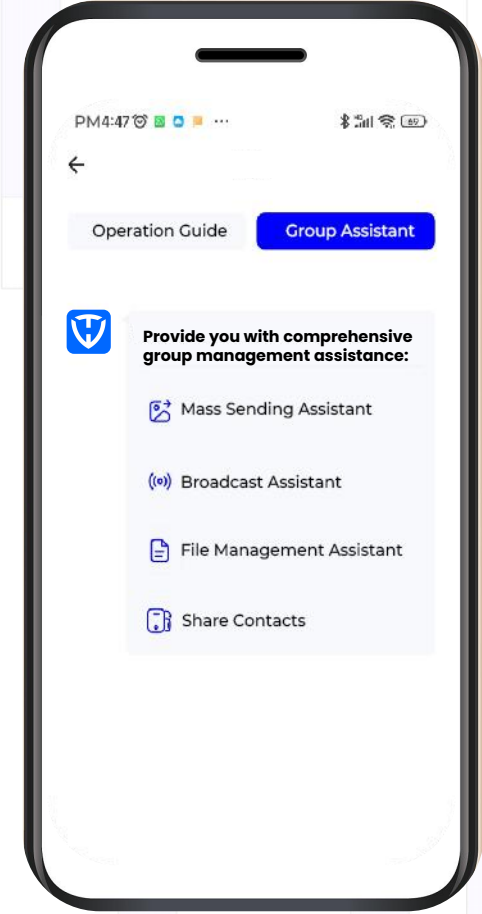 PM4:47
69
Operation Guide
Group Assistant
Provide you with comprehensive
group management assistance:
Mass Sending Assistant
Broadcast Assistant
File Management Assistant
Share Contacts